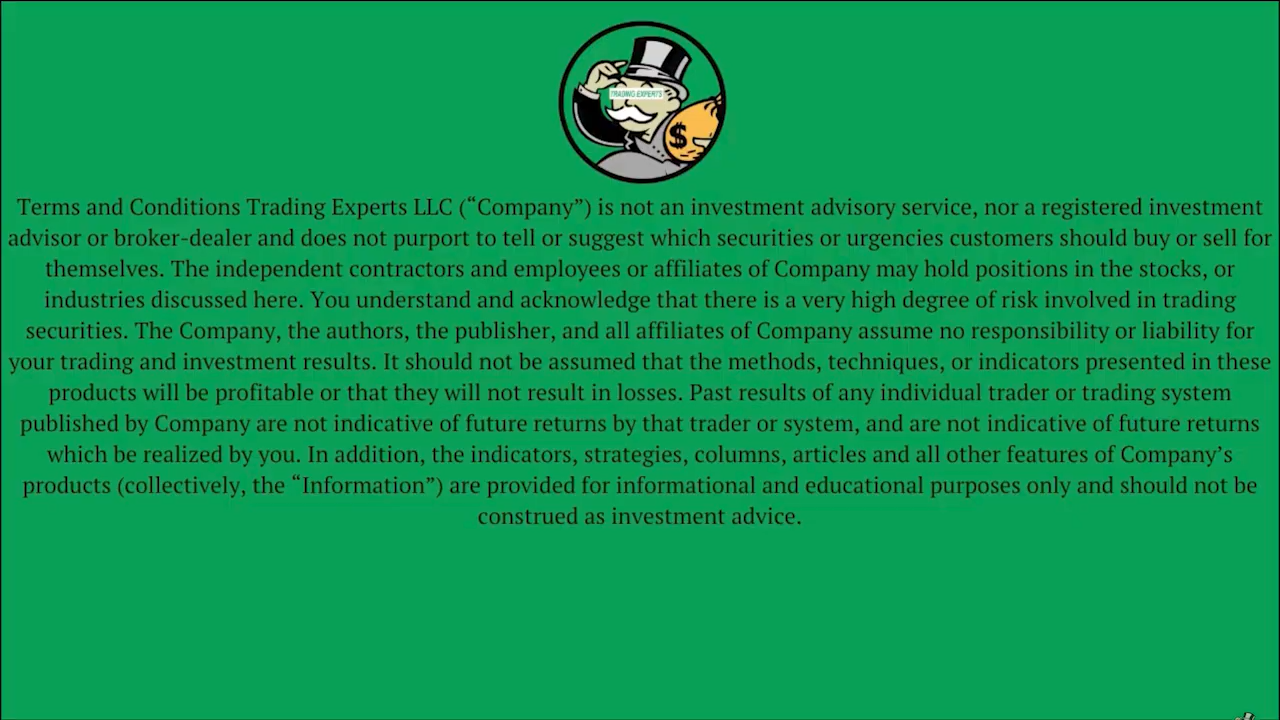 TRADING EXPERTS
$
Terms and Conditions Trading Experts LLC (“Company”) is not an investment advisory service, nor a registered investment
advisor or broker-dealer and does not purport to tell or suggest which securities or urgencies customers should buy or sell for
themselves. The independent contractors and employees or affiliates of Company may hold positions in the stocks, or
industries discussed here. You understand and acknowledge that there is a very high degree of risk involved in trading
securities. The Company, the authors, the publisher, and all affiliates of Company assume no responsibility or liability for
your trading and investment results. It should not be assumed that the methods, techniques, or indicators presented in these
products will be profitable or that they will not result in losses. Past results of any individual trader or trading system
published by Company are not indicative of future returns by that trader or system, and are not indicative of future returns
which be realized by you. In addition, the indicators, strategies, columns, articles and all other features of Company’s
products (collectively, the “Information”) are provided for informational and educational purposes only and should not be
construed as investment advice.